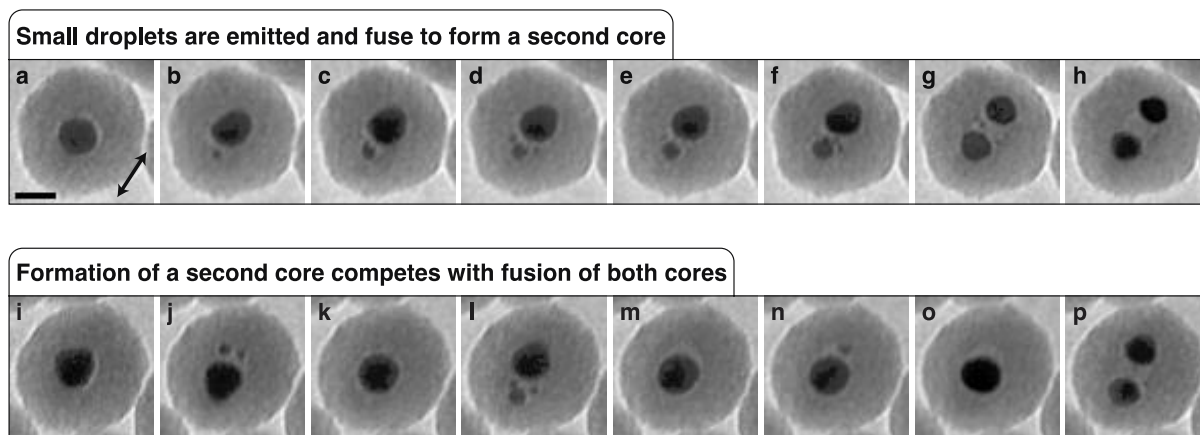 Small droplets are emitted and fuse to form a second core
a b c d e f g h
Formation of a second core competes with fusion of both cores
i j k l m n o p